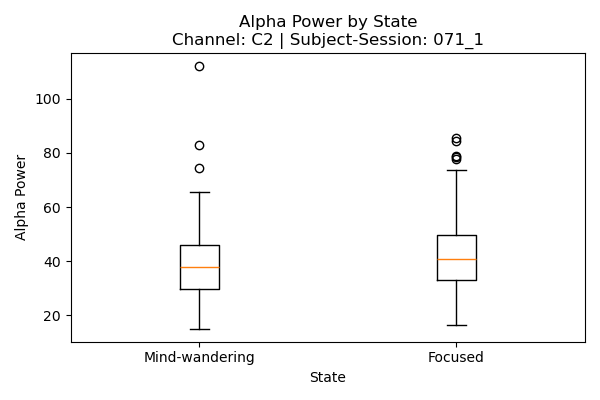 Alpha Power by State
Channel: C2 | Subject-Session: 071_1
Alpha Power
100
80
60
40
20
Mind-wandering
Focused
State